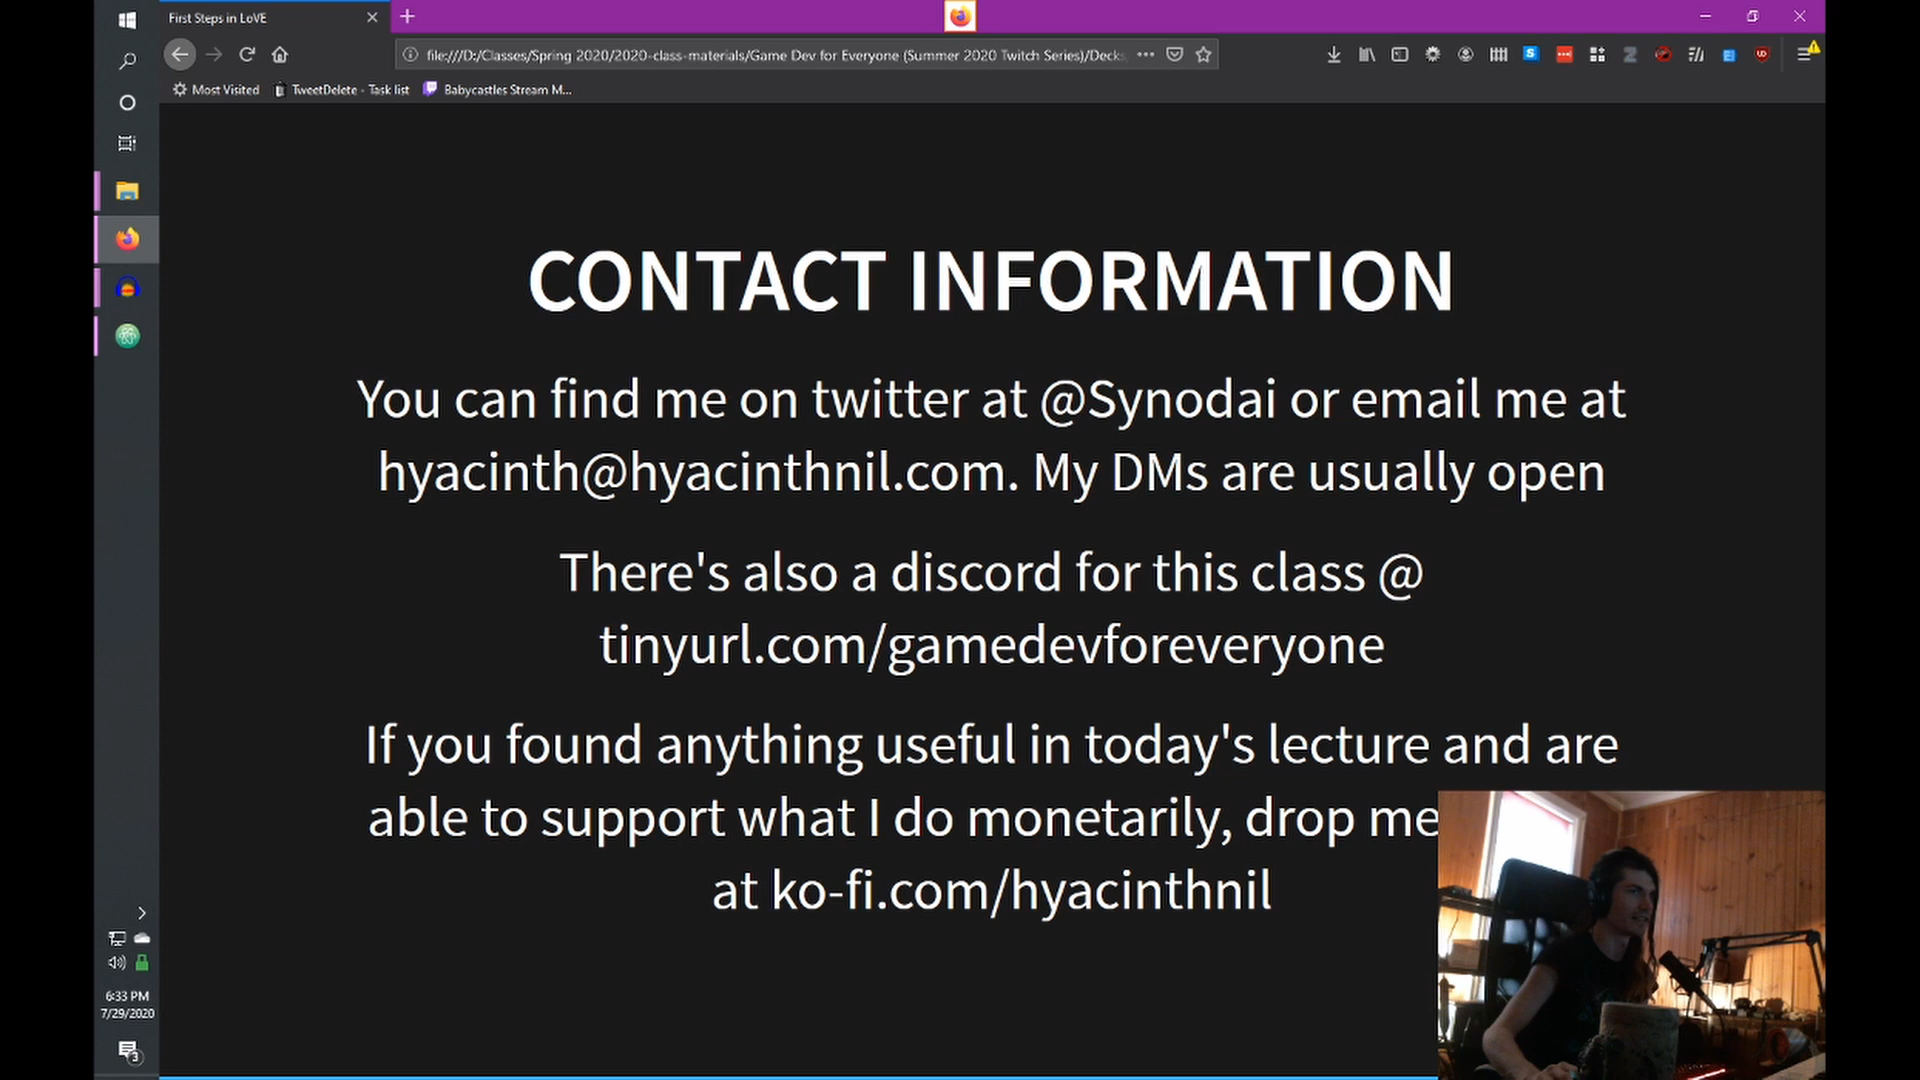 First Steps in LoVE
file:///D:/Classes/Spring 2020/2020-class-materials/Game Dev for Everyone (Summer 2020 Twitch Series)/Decks
Most Visited
TweetDelete - Task list
Babycastles Stream M...
CONTACT INFORMATION
You can find me on twitter at @Synodai or email me at
hyacinth@hyacinthnil.com. My DMs are usually open
There's also a discord for this class @
tinyurl.com/gamedevforeveryone
If you found anything useful in today's lecture and are
able to support what I do monetarily, drop me
at ko-fi.com/hyacinthnil
6:33 PM
7/29/2020
3